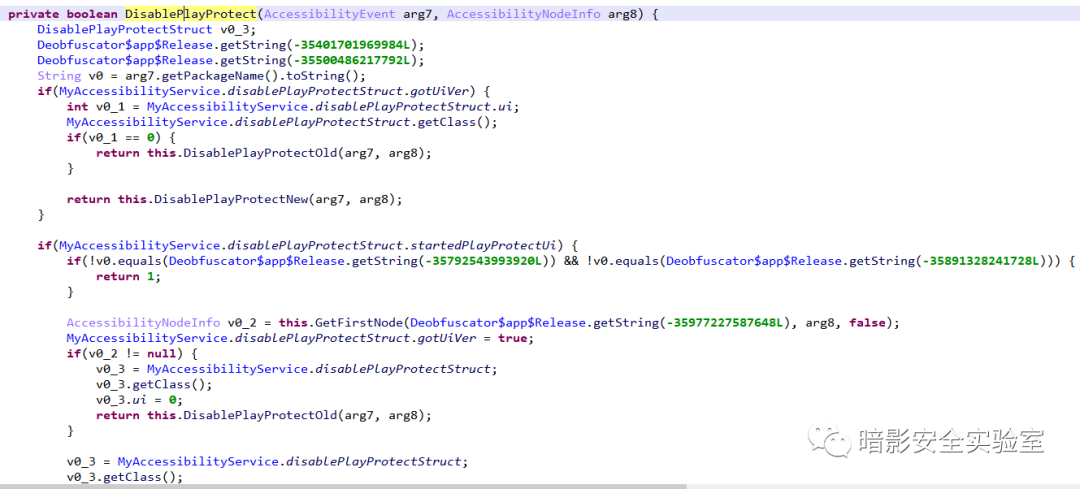 private boolean DisablePlayProtect(AccessibilityEvent arg7, AccessibilityNodeInfo arg8) {
    DisablePlayProtectStruct v0_3;
    Deobfuscator$app$Release.getString(-35401701969984L);
    Deobfuscator$app$Release.getString(-35500486217792L);
    String v0 = arg7.getPackageName().toString();
    if(MyAccessibilityService.disablePlayProtectStruct.gotUiVer) {
        int v0_1 = MyAccessibilityService.disablePlayProtectStruct.ui;
        MyAccessibilityService.disablePlayProtectStruct.getClass();
        if(v0_1 == 0) {
            return this.DisablePlayProtectOld(arg7, arg8);
        }
        return this.DisablePlayProtectNew(arg7, arg8);
    }
    if(MyAccessibilityService.disablePlayProtectStruct.startedPlayProtectUi) {
        if(!v0.equals(Deobfuscator$app$Release.getString(-35792543993920L)) && !v0.equals(Deobfuscator$app$Release.getString(-35891328241728L))) {
            return 1;
        }
        AccessibilityNodeInfo v0_2 = this.GetFirstNode(Deobfuscator$app$Release.getString(-35977227587648L), arg8, false);
        MyAccessibilityService.disablePlayProtectStruct.gotUiVer = true;
        if(v0_2 != null) {
            v0_3 = MyAccessibilityService.disablePlayProtectStruct;
            v0_3.getClass();
            v0_3.ui = 0;
            return this.DisablePlayProtectOld(arg7, arg8);
        }
        v0_3 = MyAccessibilityService.disablePlayProtectStruct;
        v0_3.getClass();
暗影安全实验室